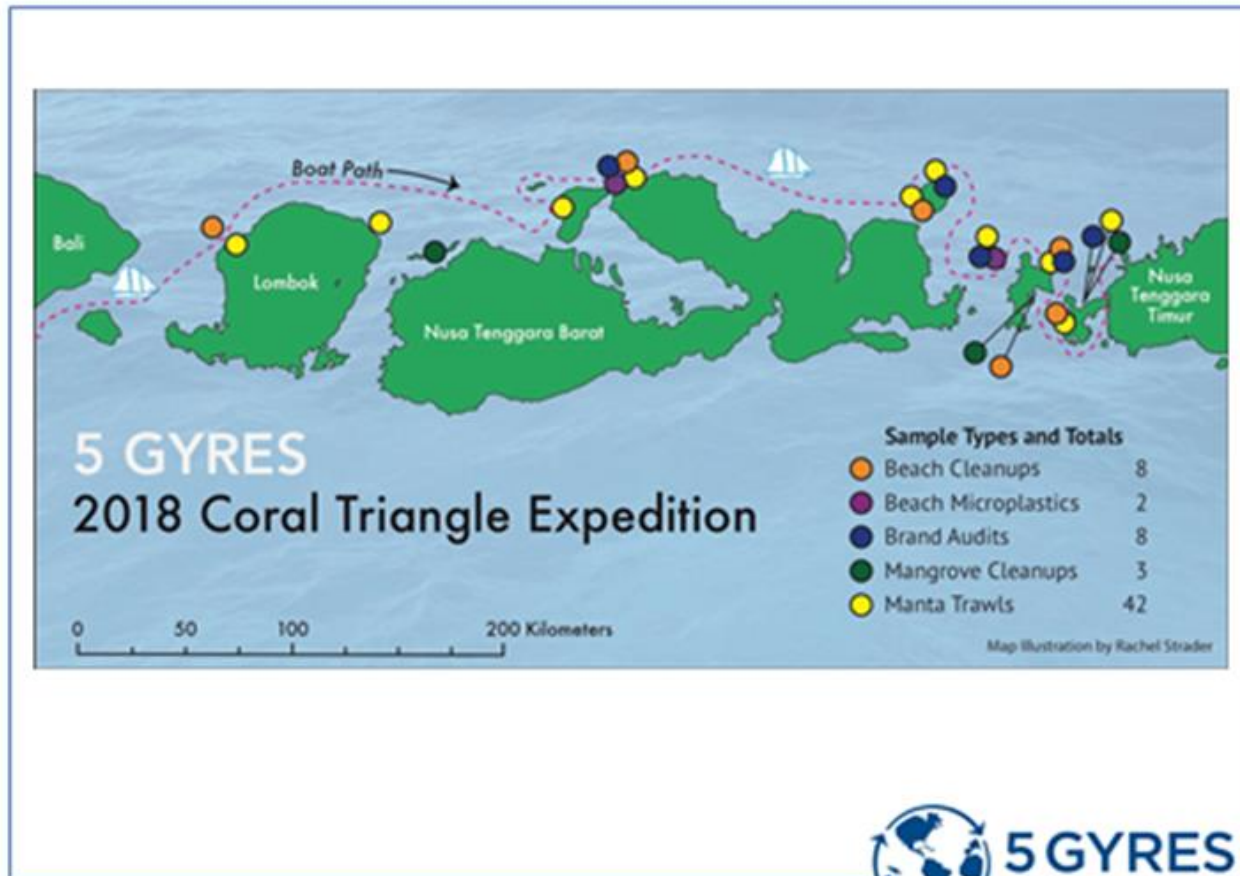 Boat Path
Bali
Lombok
Nusa Tenggara Barat
Nusa
Tenggara
Timur
5 GYRES
2018 Coral Triangle Expedition
Sample Types and Totals
Beach Cleanups 8
Beach Microplastics 2
Brand Audits 8
Mangrove Cleanups 3
Manta Trawls 42
0 50 100 200 Kilometers
Map Illustration by Rachel Strader
5 GYRES